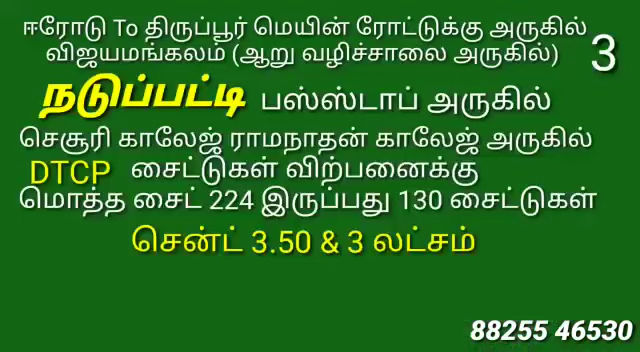 ஈரோடு To திருப்பூர் மெயின் ரோட்டுக்கு அருகில்
விஜயமங்கலம் (ஆறு வழிச்சாலை அருகில்)
3
நடுப்பட்டி பஸ்ஸ்டாப் அருகில்
செசூரி காலேஜ் ராமநாதன் காலேஜ் அருகில்
DTCP சைட்டுகள் விற்பனைக்கு
மொத்த சைட் 224 இருப்பது 130 சைட்டுகள்
சென்ட் 3.50 & 3 லட்சம்
88255 46530